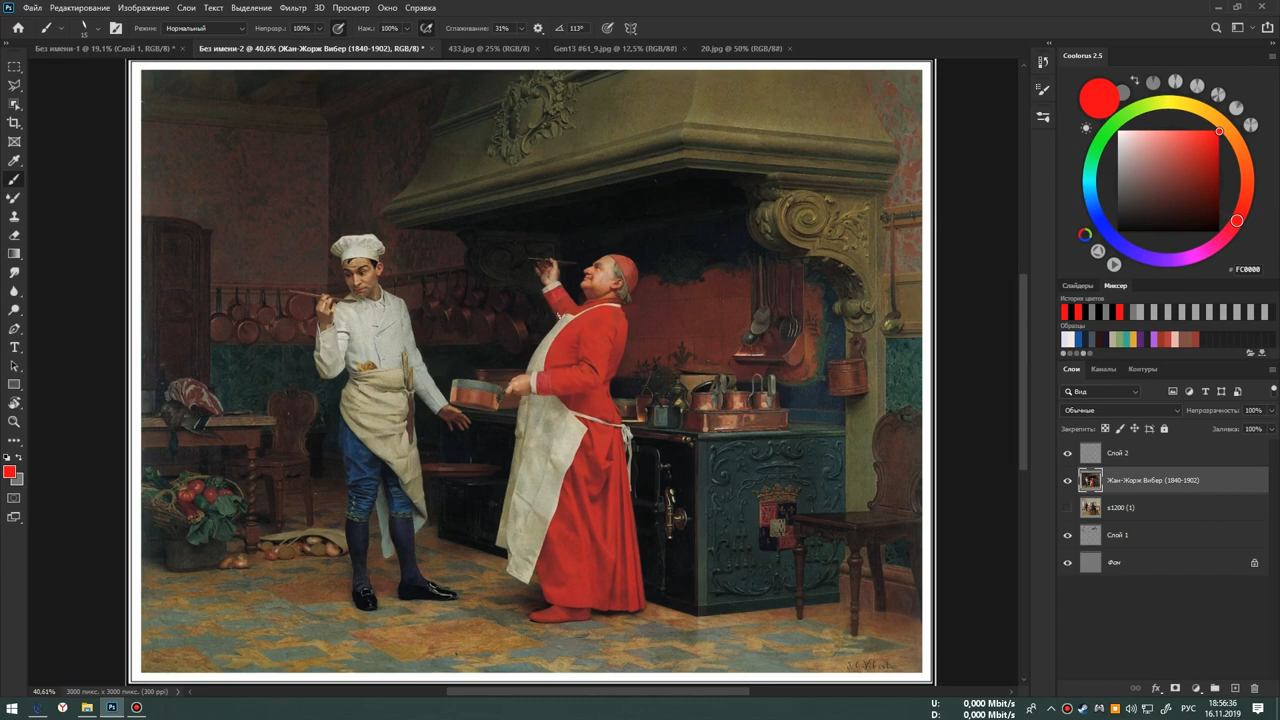 Файл Редактирование Изображение Слои Текст Выделение Фильтр 3D Просмотр Окно Справка
15 Режим: Нормальный Непрозр.: 100% Наж.: 100% Сглаживание: 31% 113°
Без имени-1 @ 19,1% (Слой 1, RGB/8) * × Без имени-2 @ 40,6% (Жан-Жорж Вибер (1840-1902), RGB/8) * × 433.jpg @ 25% (RGB/8) × Gen13 #61_9.jpg @ 12,5% (RGB/8#) × 20.jpg @ 50% (RGB/8#) ×
Coolorus 2.5
# FC0000
Слайдеры Миксер
История цветов
Образцы
Слои Каналы Контуры
Вид
Обычные Непрозрачность: 100%
Закрепить: Заливка: 100%
Слой 2
Жан-Жорж Вибер (1840-1902)
s1200 (1)
Слой 1
Фон
40,61% 3000 пикс. x 3000 пикс. (300 ppi)
U: 0,000 Mbit/s
D: 0,000 Mbit/s
РУС
18:56:36
16.11.2019